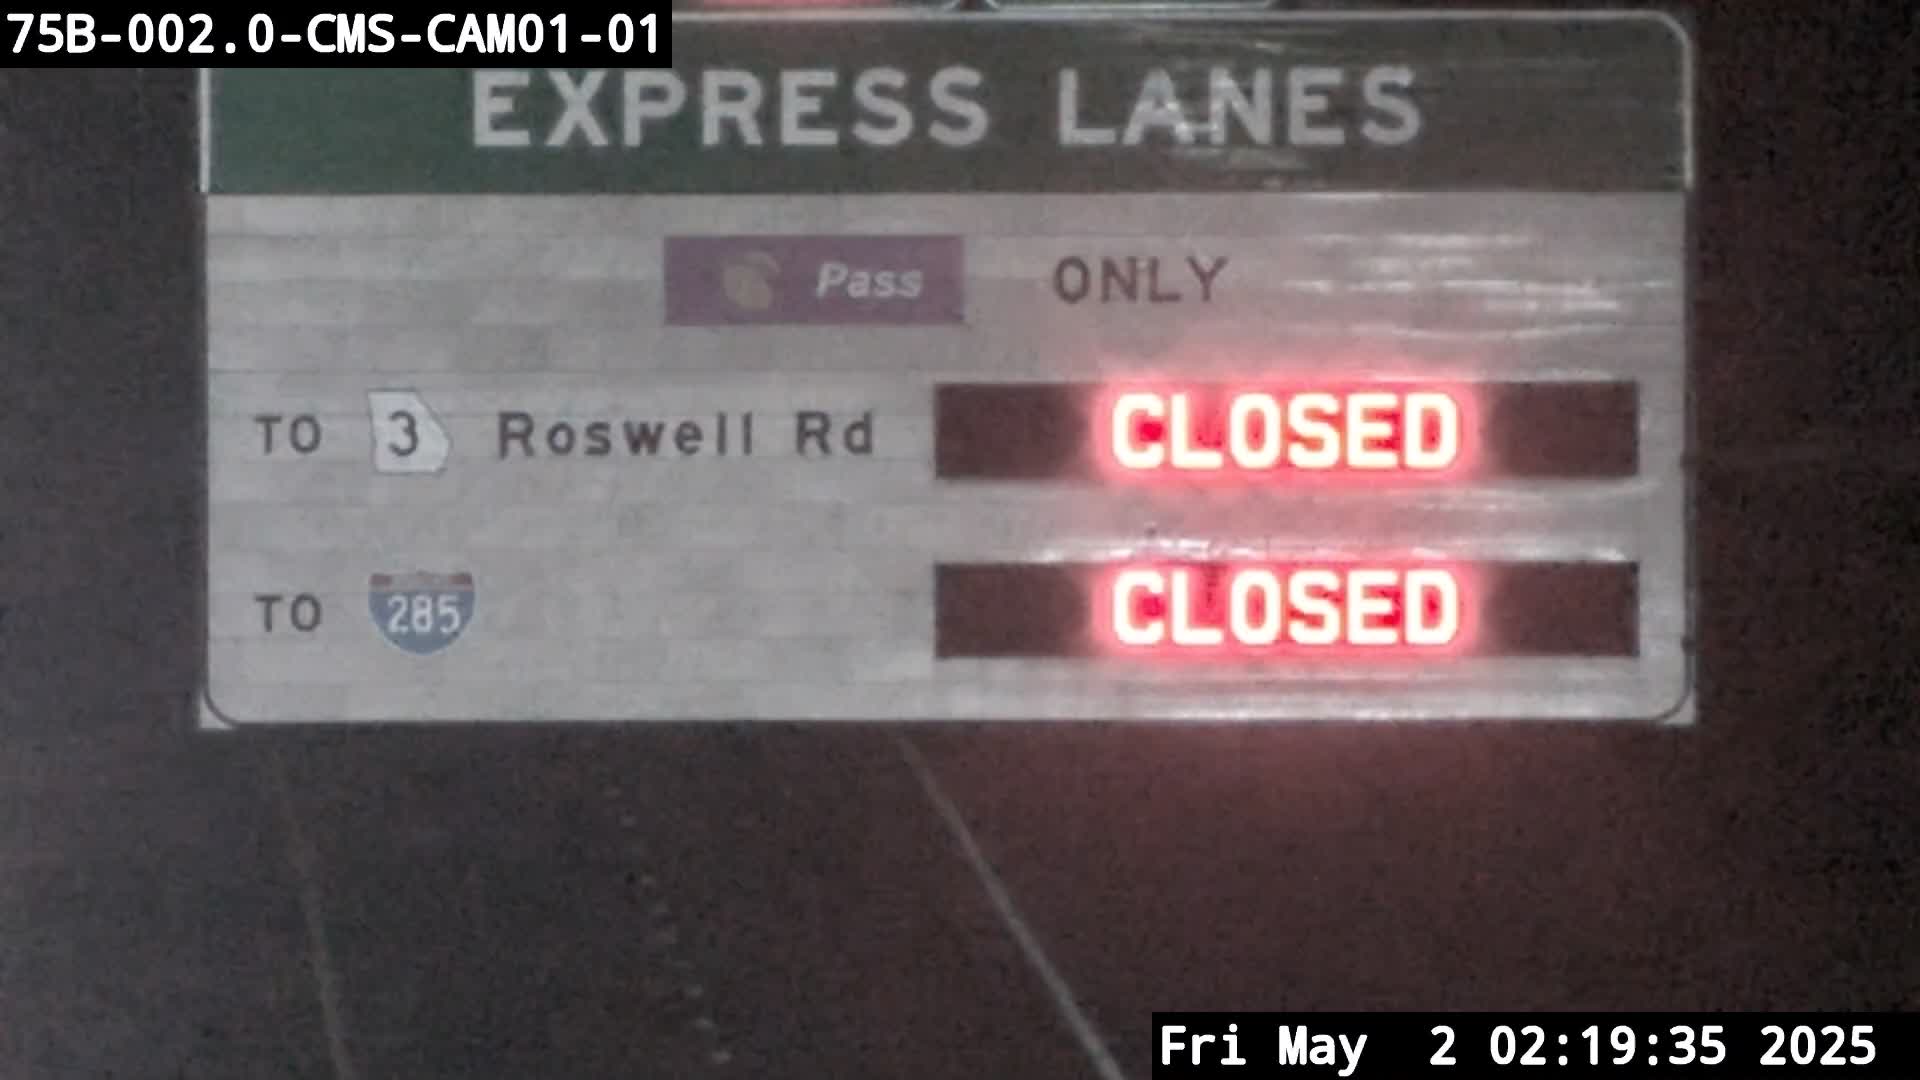 75B-002.0-CMS-CAM01-01
EXPRESS LANES
Pass ONLY
TO 3 Roswell Rd CLOSED
TO 285 CLOSED
Fri May 2 02:19:35 2025